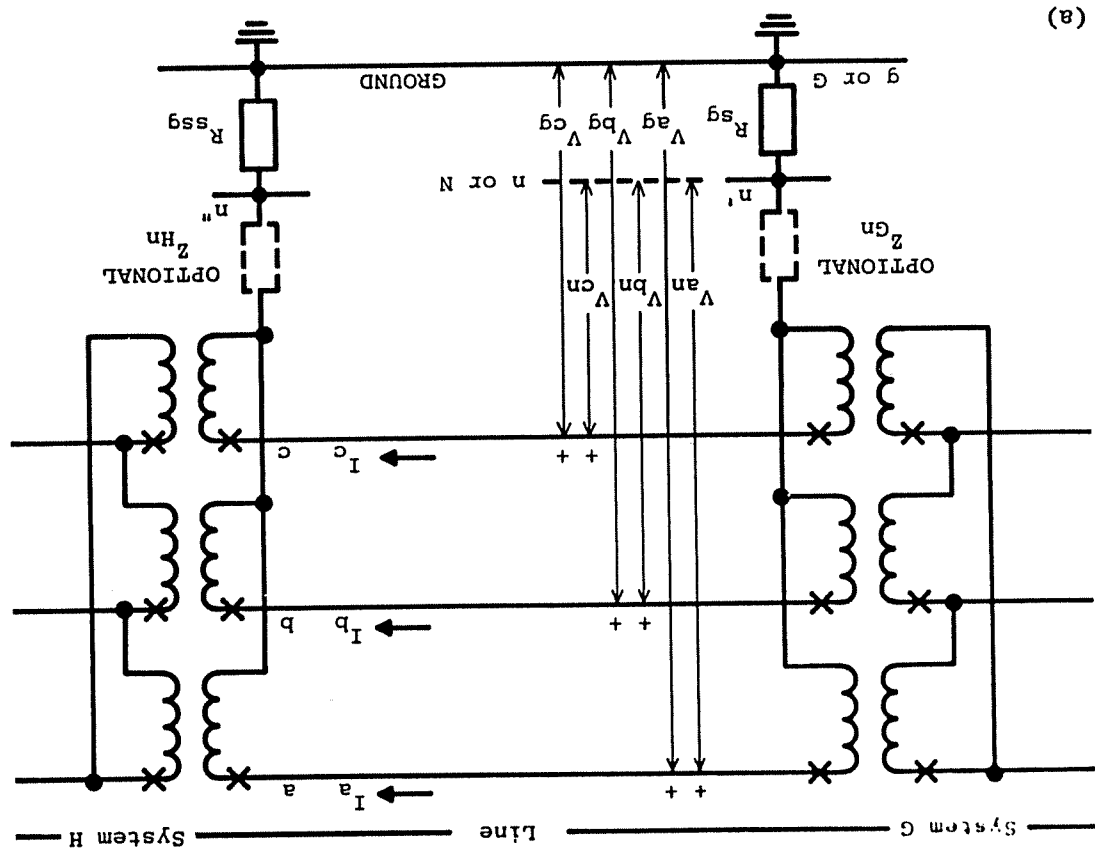 System G Line System H
+ + Ia a
+ + Ib b
+ + Ic c
OPTIONAL
ZGn
Van Vbn Vcn
OPTIONAL
ZHn
n' n or N n"
Rsg
Vag Vbg Vcg
Rssg
g or G GROUND
(a)